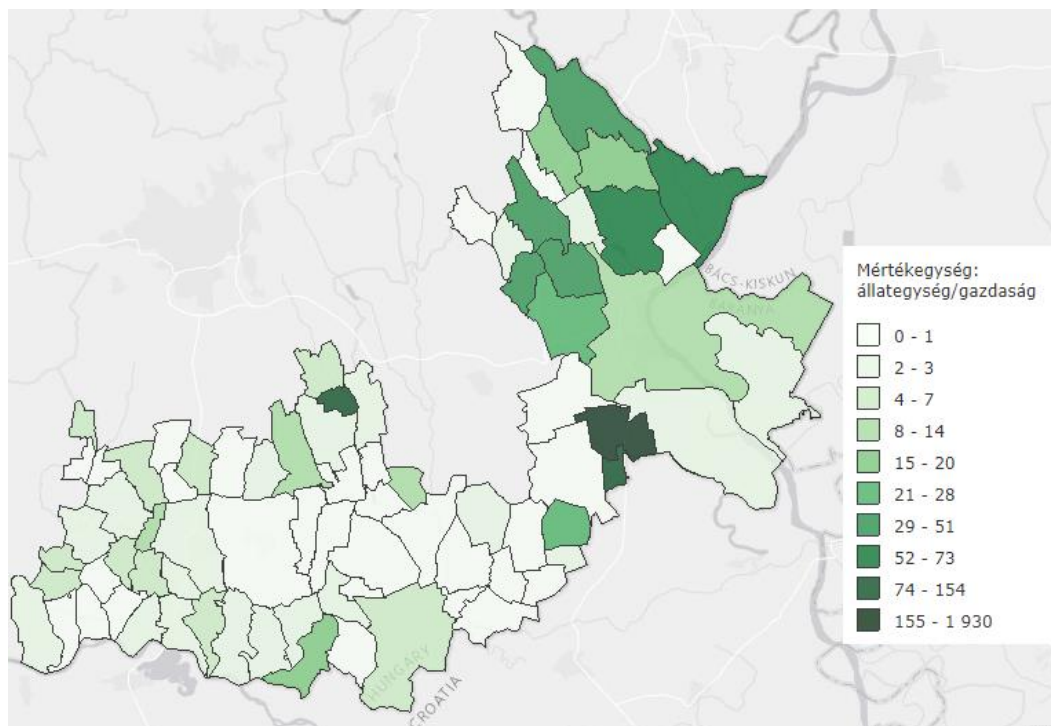 BÁCS-KISKUN
BARANYA
Mértékegység:
állategység/gazdaság
0 - 1
2 - 3
4 - 7
8 - 14
15 - 20
21 - 28
29 - 51
52 - 73
74 - 154
155 - 1 930
HUNGARY
CROATIA